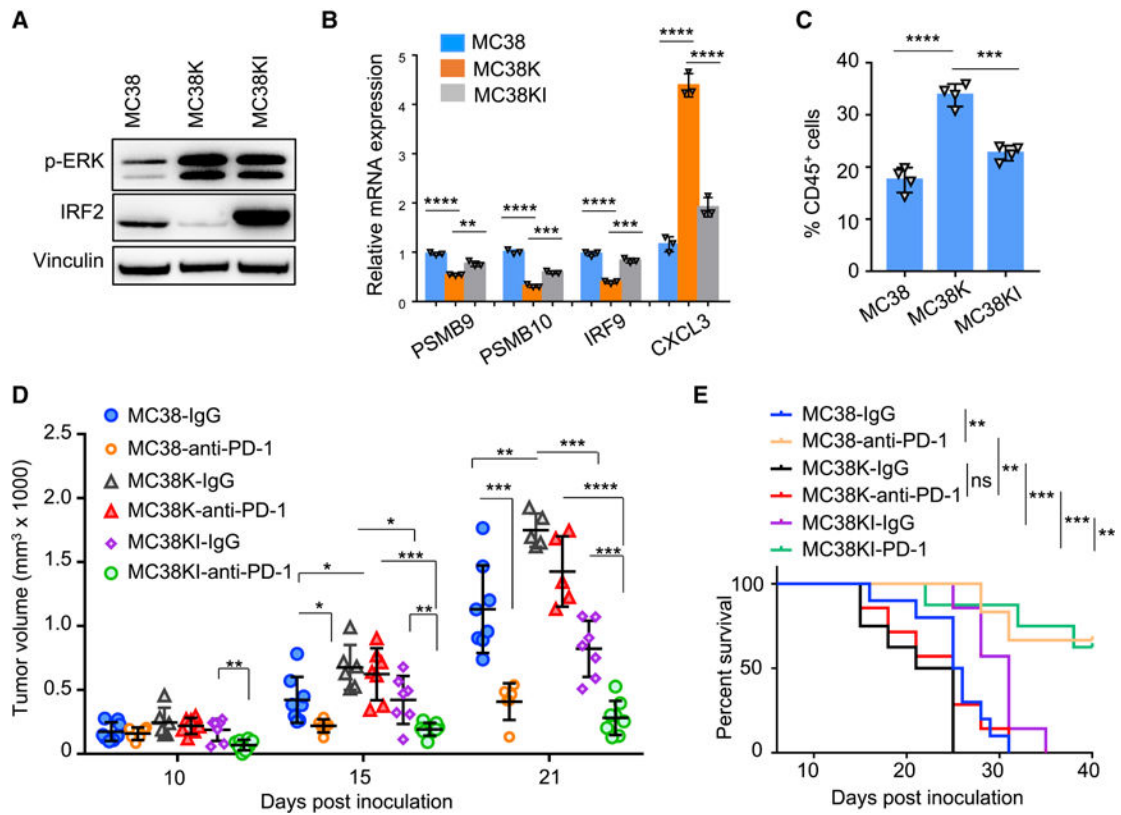 A
MC38
MC38K
MC38KI
p-ERK
IRF2
Vinculin
B
MC38
MC38K
MC38KI
Relative mRNA expression
5
4
3
2
1
0
****
**
****
***
****
***
****
****
PSMB9
PSMB10
IRF9
CXCL3
C
% CD45+ cells
40
30
20
10
0
****
***
MC38
MC38K
MC38KI
D
MC38-IgG
MC38-anti-PD-1
MC38K-IgG
MC38K-anti-PD-1
MC38KI-IgG
MC38KI-anti-PD-1
Tumor volume (mm³ x 1000)
2.5
2.0
1.5
1.0
0.5
0
**
*
*
*
***
**
**
***
***
****
***
10
15
21
Days post inoculation
E
MC38-IgG
MC38-anti-PD-1
MC38K-IgG
MC38K-anti-PD-1
MC38KI-IgG
MC38KI-PD-1
**
ns
**
***
***
**
Percent survival
100
50
0
10
20
30
40
Days post inoculation